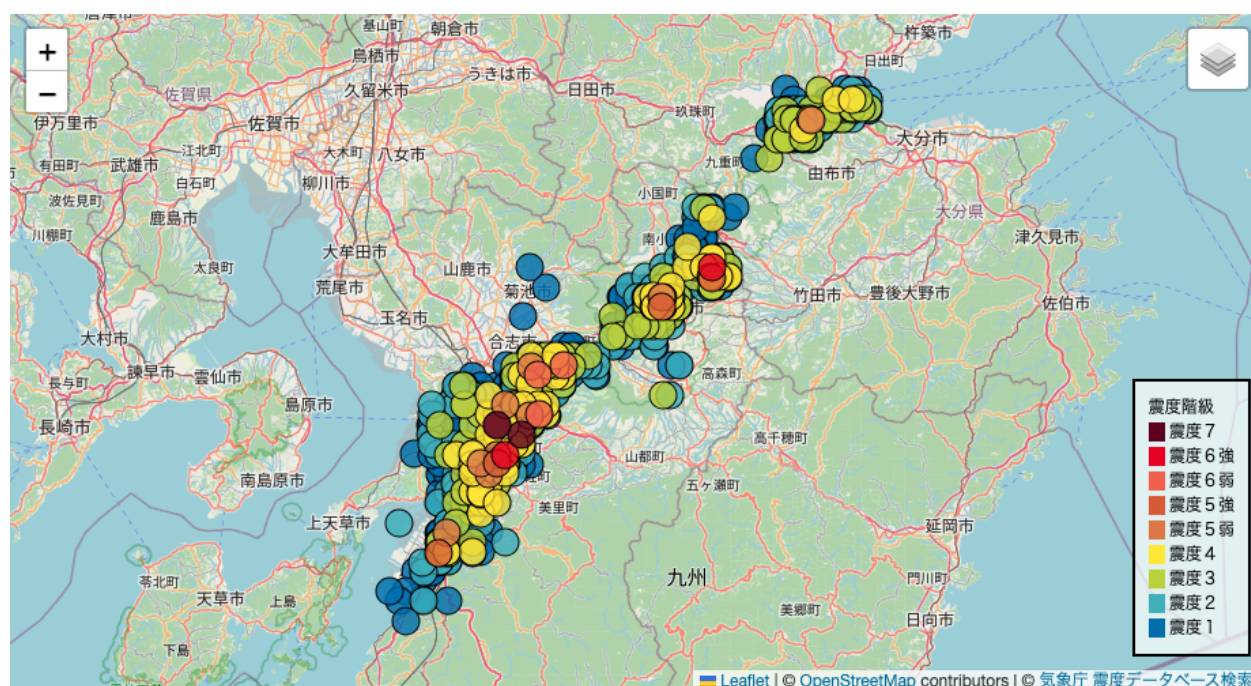 +
−
基山町
朝倉市
杵築市
鳥栖市
日出町
うきは市
日田市
佐賀県
久留米市
玖珠町
伊万里市
佐賀市
大分市
江北町
大木町
八女市
有田町
武雄市
九重町
由布市
白石町
柳川市
小国町
波佐見町
鹿島市
大分県
川棚町
南小
津久見市
大牟田市
太良町
山鹿市
荒尾市
菊池市
竹田市
豊後大野市
佐伯市
市
玉名市
大村市
合志市
町
諫早市
雲仙市
高森町
長与町
島原市
長崎市
高千穂町
町
山都町
南島原市
町
五ヶ瀬町
美里町
上天草市
延岡市
九州
苓北町
門川町
天草市
上島
美郷町
日向市
下島
震度階級
震度7
震度6強
震度6弱
震度5強
震度5弱
震度4
震度3
震度2
震度1
Leaflet | © OpenStreetMap contributors | © 気象庁 震度データベース検索